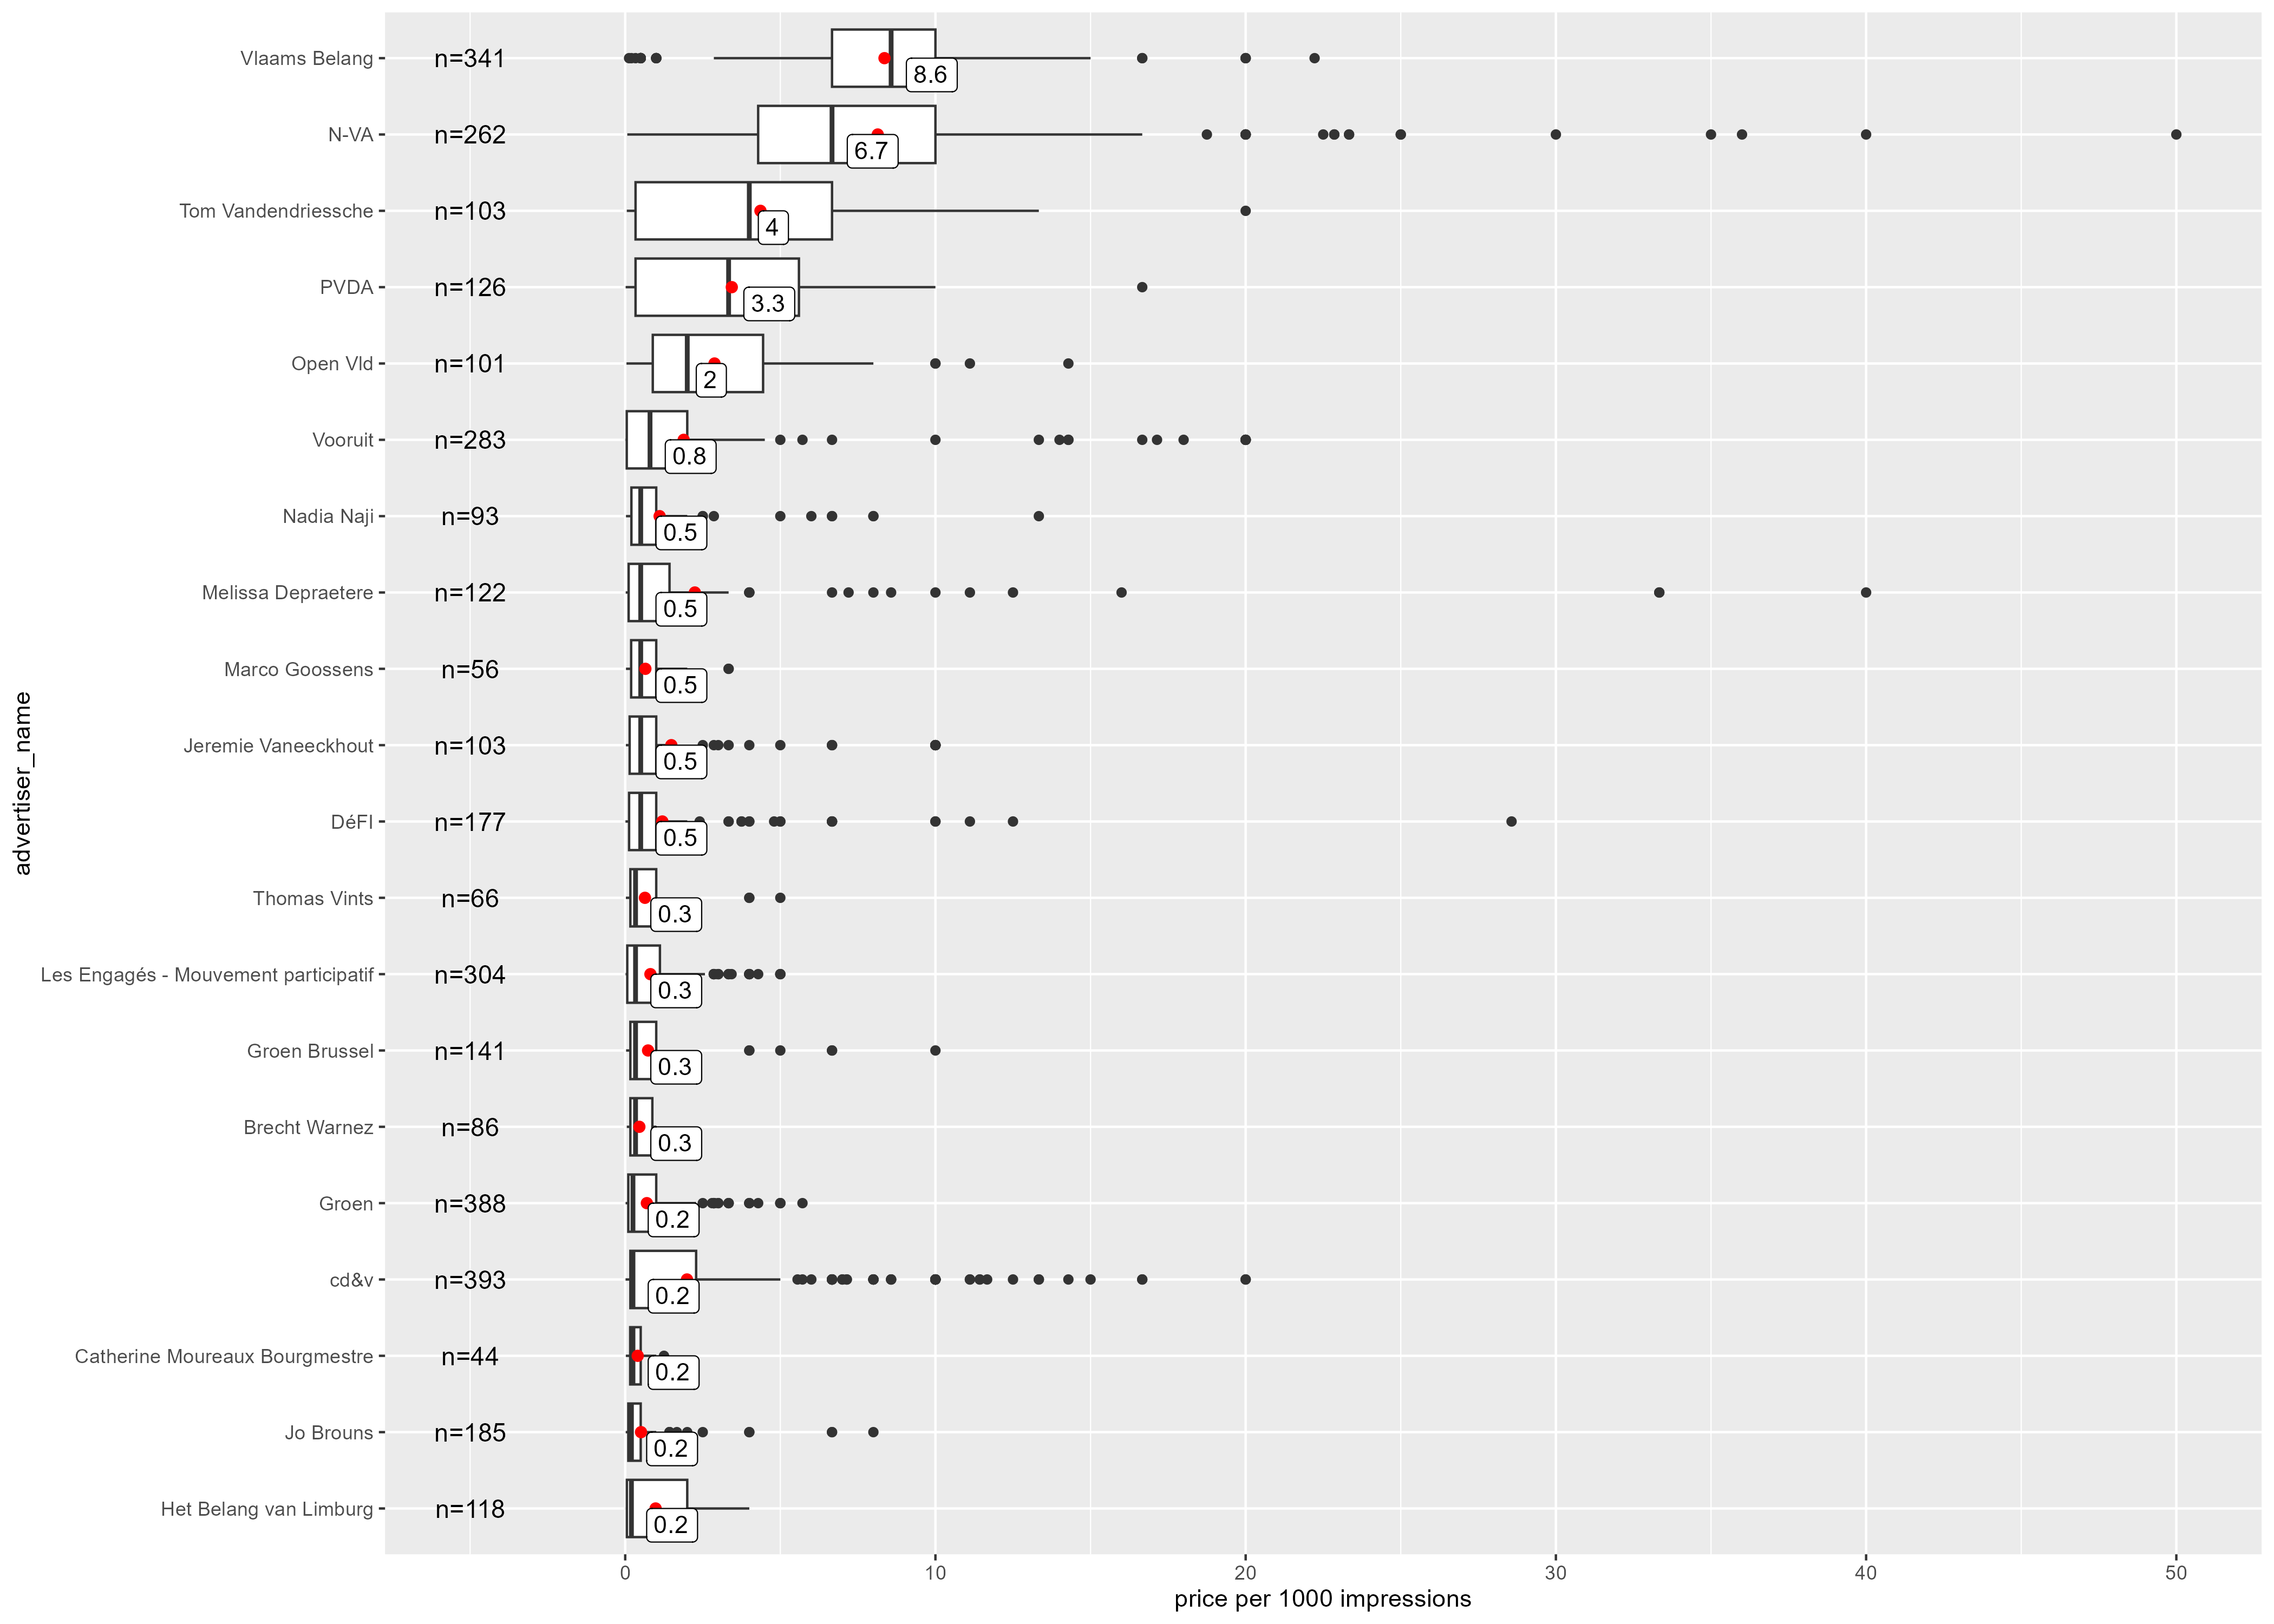 Vlaams Belang n=341 8.6
N-VA n=262 6.7
Tom Vandendriessche n=103 4
PVDA n=126 3.3
Open Vld n=101 2
Vooruit n=283 0.8
Nadia Naji n=93 0.5
Melissa Depraetere n=122 0.5
Marco Goossens n=56 0.5
Jeremie Vaneeckhout n=103 0.5
DéFI n=177 0.5
Thomas Vints n=66 0.3
Les Engagés - Mouvement participatif n=304 0.3
Groen Brussel n=141 0.3
Brecht Warnez n=86 0.3
Groen n=388 0.2
cd&v n=393 0.2
Catherine Moureaux Bourgmestre n=44 0.2
Jo Brouns n=185 0.2
Het Belang van Limburg n=118 0.2
advertiser_name
0 10 20 30 40 50
price per 1000 impressions